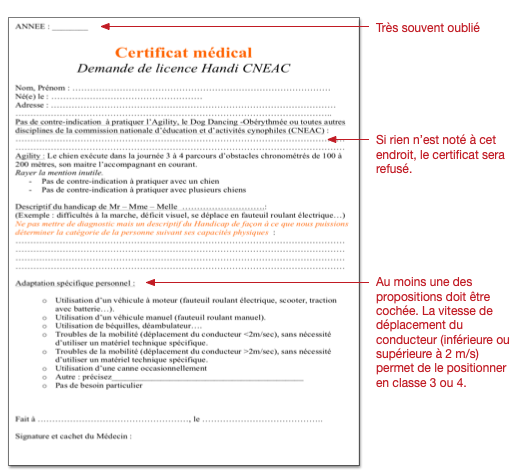 ANNEE : ________
Très souvent oublié
Certificat médical
Demande de licence Handi CNEAC
Nom, Prénom : ……………………………………………………………………
Né(e) le : …………………………………………
Adresse : …………………………………………………………………………
…………………………………………………………………………………………
Pas de contre-indication à pratiquer l'Agility, le Dog Dancing -Obérythmée ou toutes autres
disciplines de la commission nationale d'éducation et d'activités cynophiles (CNEAC) :
…………………………………………………………………………………………
…………………………………………………………………………………………
Si rien n'est noté à cet
endroit, le certificat sera
refusé.
Agility : Le chien exécute dans la journée 3 à 4 parcours d'obstacles chronométrés de 100 à
200 mètres, son maitre l'accompagnant en courant.
Rayer la mention inutile.
- Pas de contre-indication à pratiquer avec un chien
- Pas de contre-indication à pratiquer avec plusieurs chiens
Descriptif du handicap de Mr – Mme – Melle ……………………:
(Exemple : difficultés à la marche, déficit visuel, se déplace en fauteuil roulant électrique…)
Ne pas mettre de diagnostic mais un descriptif du Handicap de façon à ce que nous puissions
déterminer la catégorie de la personne suivant ses capacités physiques :
…………………………………………………………………………………………
…………………………………………………………………………………………
…………………………………………………………………………………………
…………………………………………………………………………………………
Adaptation spécifique personnel :
o Utilisation d'un véhicule à moteur (fauteuil roulant électrique, scooter, traction
avec batterie…).
o Utilisation d'un véhicule manuel (fauteuil roulant manuel).
o Utilisation de béquilles, déambulateur….
o Troubles de la mobilité (déplacement du conducteur <2m/sec), sans nécessité
d'utiliser un matériel technique spécifique.
o Troubles de la mobilité (déplacement du conducteur >2m/sec), sans nécessité
d'utiliser un matériel technique spécifique.
o Utilisation d'une canne occasionnellement
o Autre : précisez________________________________________
o Pas de besoin particulier
Au moins une des
propositions doit être
cochée. La vitesse de
déplacement du
conducteur (inférieure ou
supérieure à 2 m/s)
permet de le positionner
en classe 3 ou 4.
Fait à …………………………………………, le ……………………………….
Signature et cachet du Médecin :